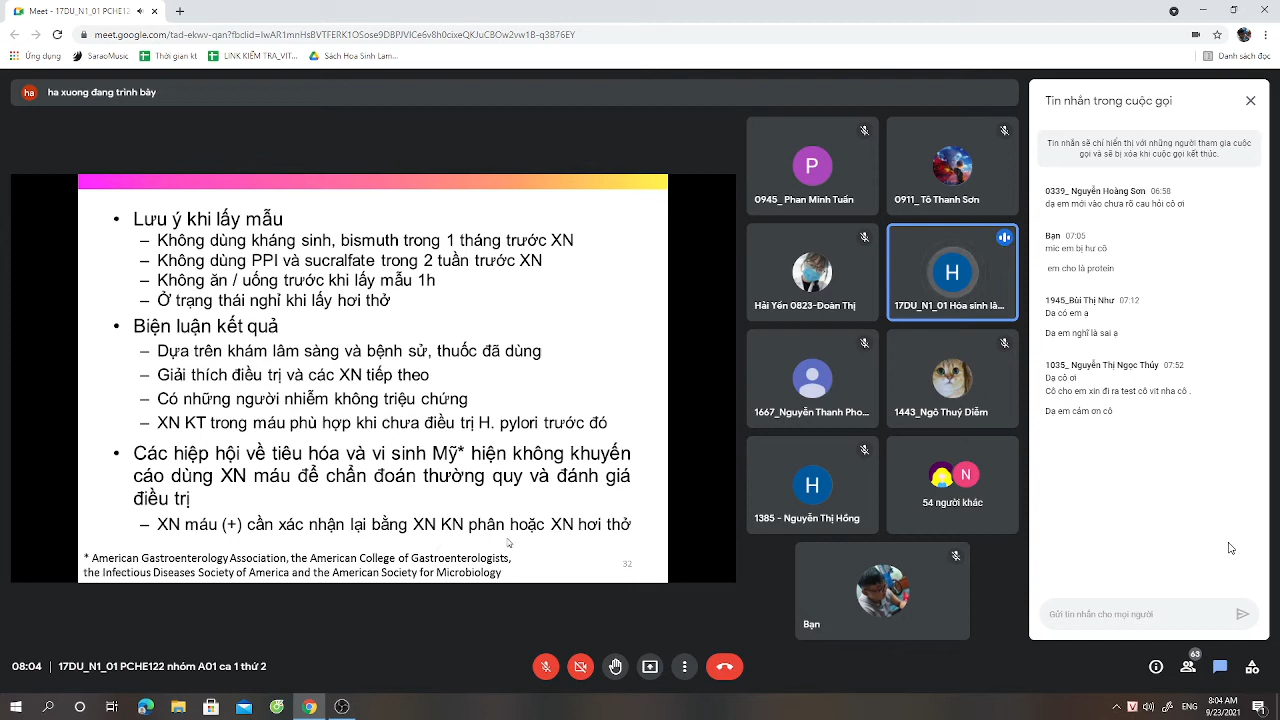 Meet - 17DU_N1_01 PCHE12
meet.google.com/tad-ekwv-qan?fbclid=IwAR1mnHsBVTFERK1OSose9DBPJVlCe6v8h0cixeQKJuCBOw2vw1B-q3B76EY
Ứng dụng
SaraoMusic
Thời gian kt
LINK KIỂM TRA_VIT...
Sách Hoa Sinh Lam...
Danh sách đọc
ha
ha xuong đang trình bày
• Lưu ý khi lấy mẫu
– Không dùng kháng sinh, bismuth trong 1 tháng trước XN
– Không dùng PPI và sucralfate trong 2 tuần trước XN
– Không ăn / uống trước khi lấy mẫu 1h
– Ở trạng thái nghỉ khi lấy hơi thở
• Biện luận kết quả
– Dựa trên khám lâm sàng và bệnh sử, thuốc đã dùng
– Giải thích điều trị và các XN tiếp theo
– Có những người nhiễm không triệu chứng
– XN KT trong máu phù hợp khi chưa điều trị H. pylori trước đó
• Các hiệp hội về tiêu hóa và vi sinh Mỹ* hiện không khuyến
cáo dùng XN máu để chẩn đoán thường quy và đánh giá
điều trị
– XN máu (+) cần xác nhận lại bằng XN KN phân hoặc XN hơi thở
* American Gastroenterology Association, the American College of Gastroenterologists,
the Infectious Diseases Society of America and the American Society for Microbiology
32
P
0945_ Phan Minh Tuấn
0911_ Tô Thanh Sơn
Hải Yến 0823-Đoàn Thị
H
17DU_N1_01 Hóa sinh lâ...
1667_Nguyễn Thanh Pho...
1443_Ngô Thuý Diễm
H
1385 - Nguyễn Thị Hồng
N
54 người khác
Bạn
Tin nhắn trong cuộc gọi
Tin nhắn sẽ chỉ hiển thị với những người tham gia cuộc
gọi và sẽ bị xóa khi cuộc gọi kết thúc.
0339_ Nguyễn Hoàng Sơn 06:58
dạ em mới vào chưa rõ câu hỏi cô ơi
Bạn 07:05
mic em bị hư cô
em cho là protein
1945_Bùi Thị Như 07:12
Dạ có em ạ
Dạ em nghĩ là sai ạ
1035_ Nguyễn Thị Ngọc Thúy 07:52
Dạ cô ơi
Cô cho em xin đi ra test cô vit nha cô .
Dạ em cảm ơn cô
Gửi tin nhắn cho mọi người
08:04 | 17DU_N1_01 PCHE122 nhóm A01 ca 1 thứ 2
63
V
8:04 AM
9/23/2021